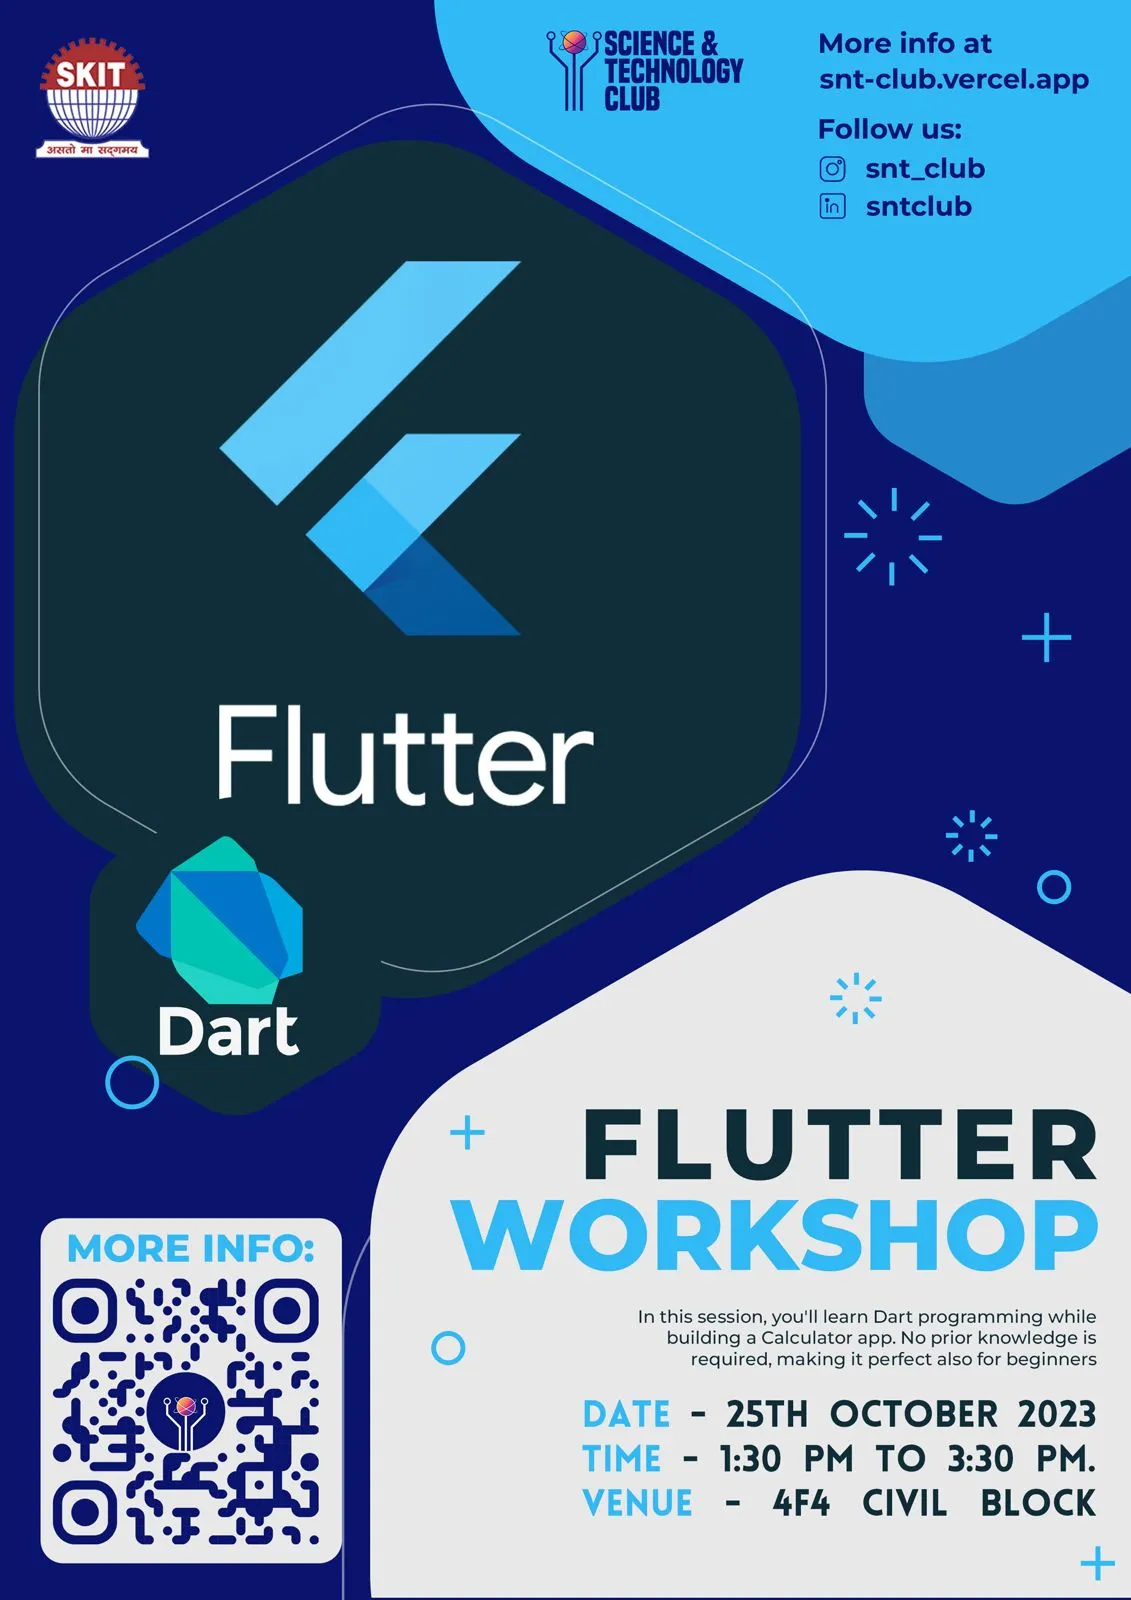 SKIT
असतो मा सद्गमय
SCIENCE &
TECHNOLOGY
CLUB
More info at
snt-club.vercel.app
Follow us:
snt_club
in sntclub
Flutter
Dart
FLUTTER
WORKSHOP
In this session, you'll learn Dart programming while
building a Calculator app. No prior knowledge is
required, making it perfect also for beginners
DATE - 25TH OCTOBER 2023
TIME - 1:30 PM TO 3:30 PM.
VENUE - 4F4 CIVIL BLOCK
MORE INFO: